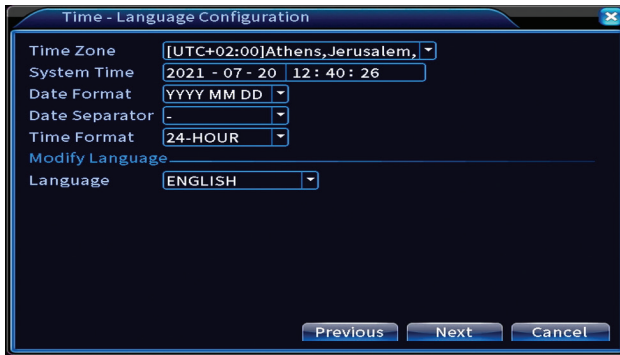 Time - Language Configuration
Time Zone [UTC+02:00]Athens,Jerusalem,
System Time 2021 - 07 - 20 12 : 40 : 26
Date Format YYYY MM DD
Date Separator -
Time Format 24-HOUR
Modify Language
Language ENGLISH
Previous Next Cancel